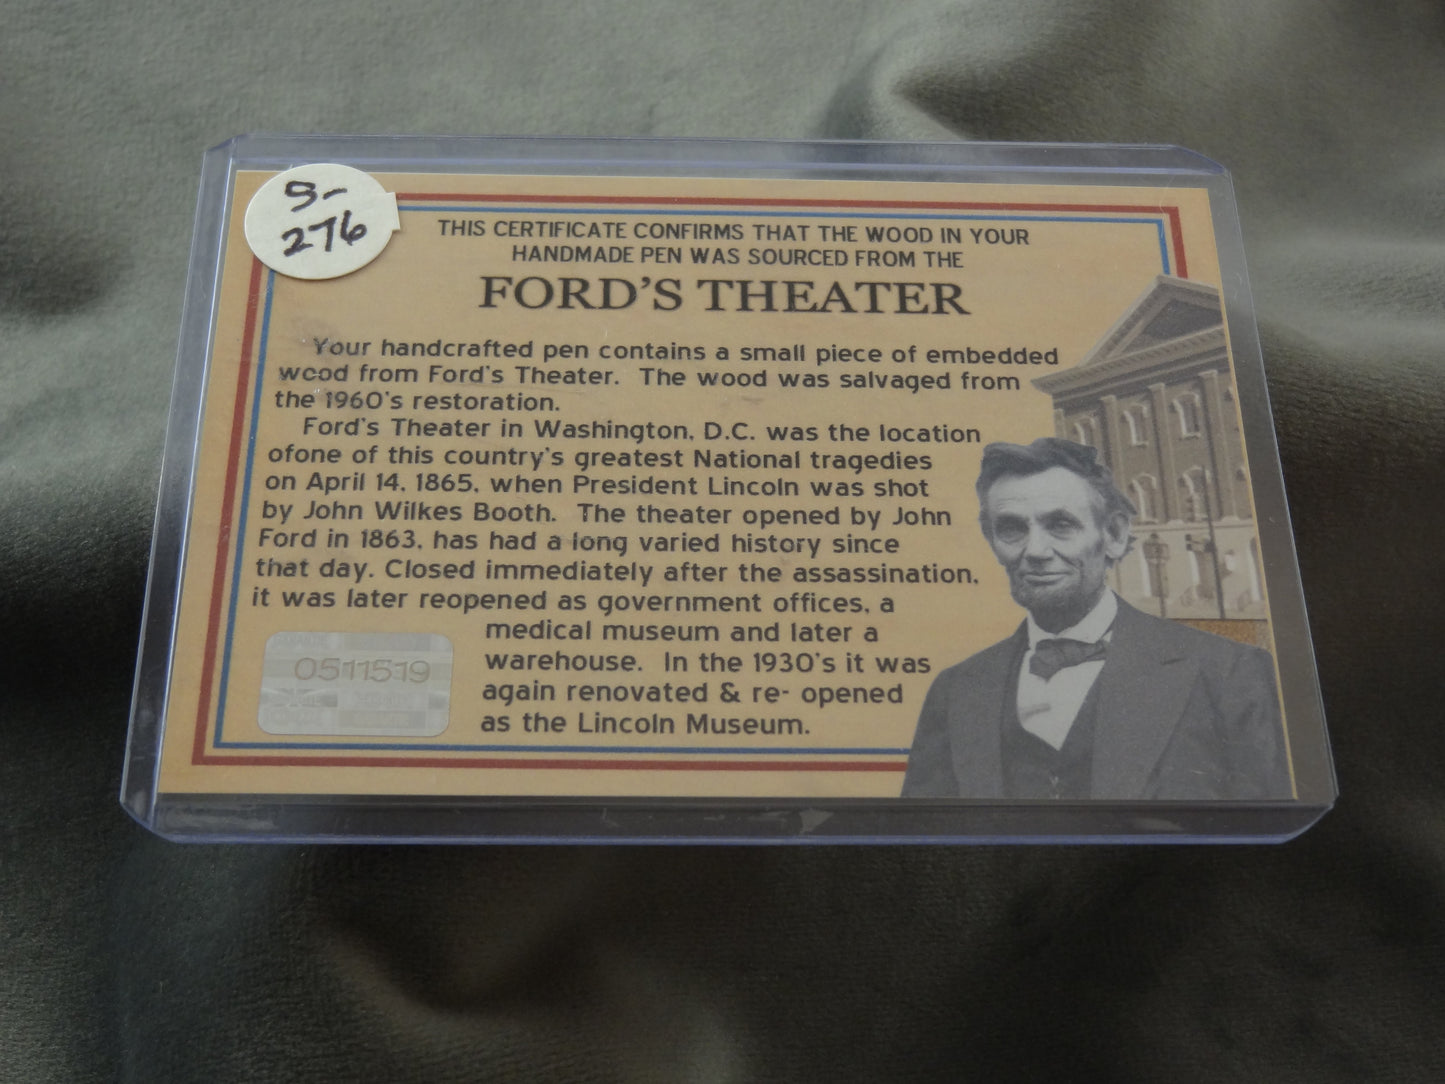 S-
276
THIS CERTIFICATE CONFIRMS THAT THE WOOD IN YOUR
HANDMADE PEN WAS SOURCED FROM THE
FORD'S THEATER
Your handcrafted pen contains a small piece of embedded
wood from Ford's Theater. The wood was salvaged from
the 1960's restoration.
Ford's Theater in Washington, D.C. was the location
ofone of this country's greatest National tragedies
on April 14, 1865, when President Lincoln was shot
by John Wilkes Booth. The theater opened by John
Ford in 1863, has had a long varied history since
that day. Closed immediately after the assassination,
it was later reopened as government offices, a
medical museum and later a
warehouse. In the 1930's it was
again renovated & re- opened
as the Lincoln Museum.
0511519